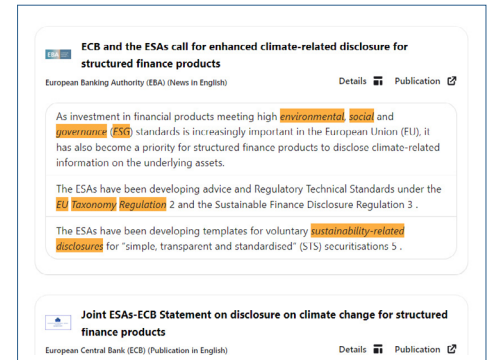 EBA
ECB and the ESAs call for enhanced climate-related disclosure for
structured finance products
European Banking Authority (EBA) (News in English)
Details Publication
As investment in financial products meeting high environmental, social and
governance (ESG) standards is increasingly important in the European Union (EU), it
has also become a priority for structured finance products to disclose climate-related
information on the underlying assets.
The ESAs have been developing advice and Regulatory Technical Standards under the
EU Taxonomy Regulation 2 and the Sustainable Finance Disclosure Regulation 3 .
The ESAs have been developing templates for voluntary sustainability-related
disclosures for “simple, transparent and standardised” (STS) securitisations 5 .
Joint ESAs-ECB Statement on disclosure on climate change for structured
finance products
European Central Bank (ECB) (Publication in English)
Details Publication